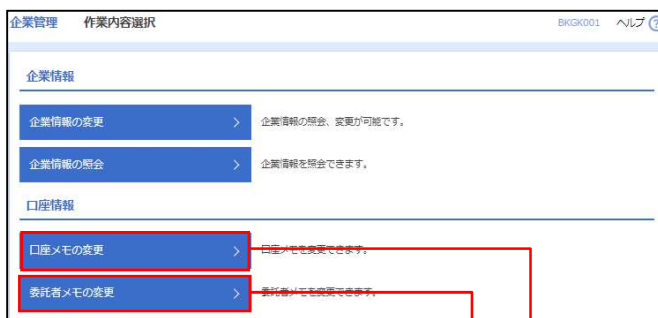 企業管理 作業内容選択 BKGK001 ヘルプ ?
企業情報
企業情報の変更 企業情報の照会、変更が可能です。
企業情報の照会 企業情報を照会できます。
口座情報
口座メモの変更 口座メモを変更できます。
委託者メモの変更 委託者メモを変更できます。